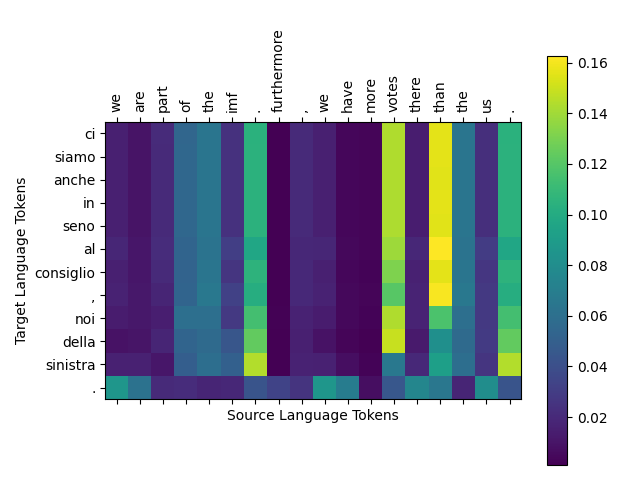 we are part of the imf . furthermore , we have more votes there than the us .
ci
siamo
anche
in
seno
al
consiglio
,
noi
della
sinistra
.
Target Language Tokens
Source Language Tokens
0.16
0.14
0.12
0.10
0.08
0.06
0.04
0.02